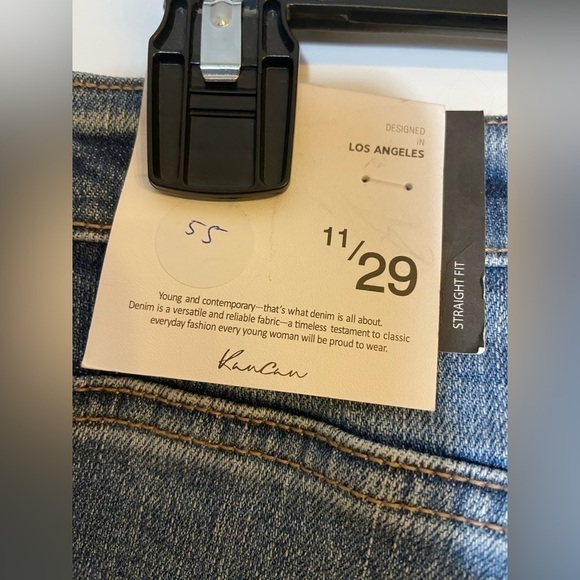 DESIGNED
IN
LOS ANGELES
55
11/29
STRAIGHT FIT
Young and contemporary—that's what denim is all about.
Denim is a versatile and reliable fabric—a timeless testament to classic
everyday fashion every young woman will be proud to wear.
KanCan